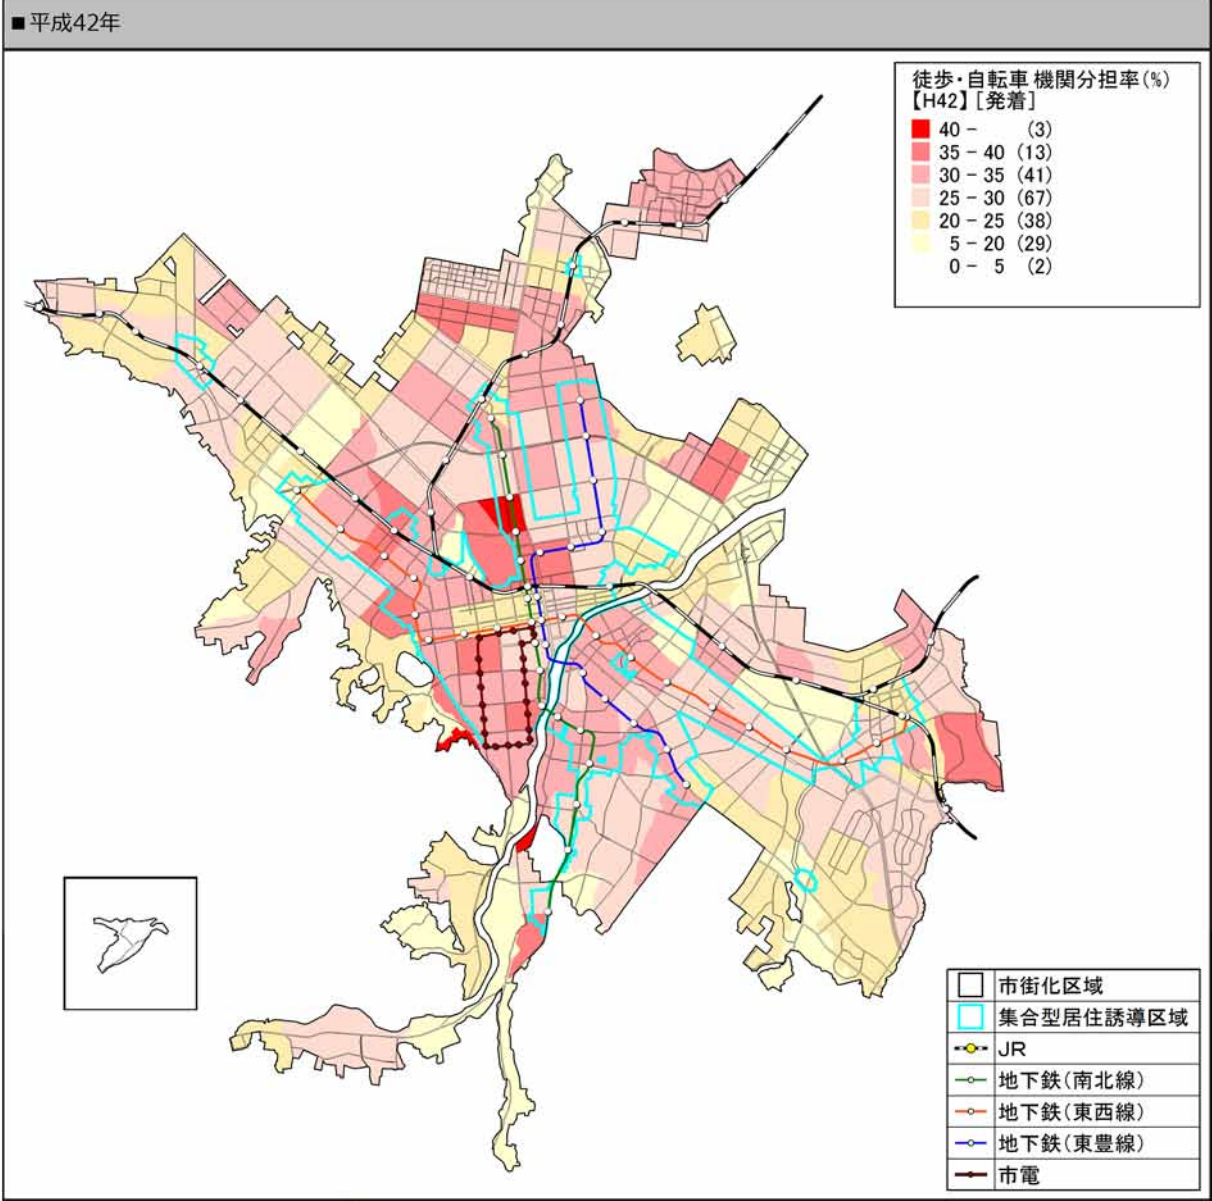 ■平成42年
徒歩・自転車 機関分担率(%)
【H42】[発着]
40 - (3)
35 - 40 (13)
30 - 35 (41)
25 - 30 (67)
20 - 25 (38)
5 - 20 (29)
0 - 5 (2)
市街化区域
集合型居住誘導区域
JR
地下鉄(南北線)
地下鉄(東西線)
地下鉄(東豊線)
市電